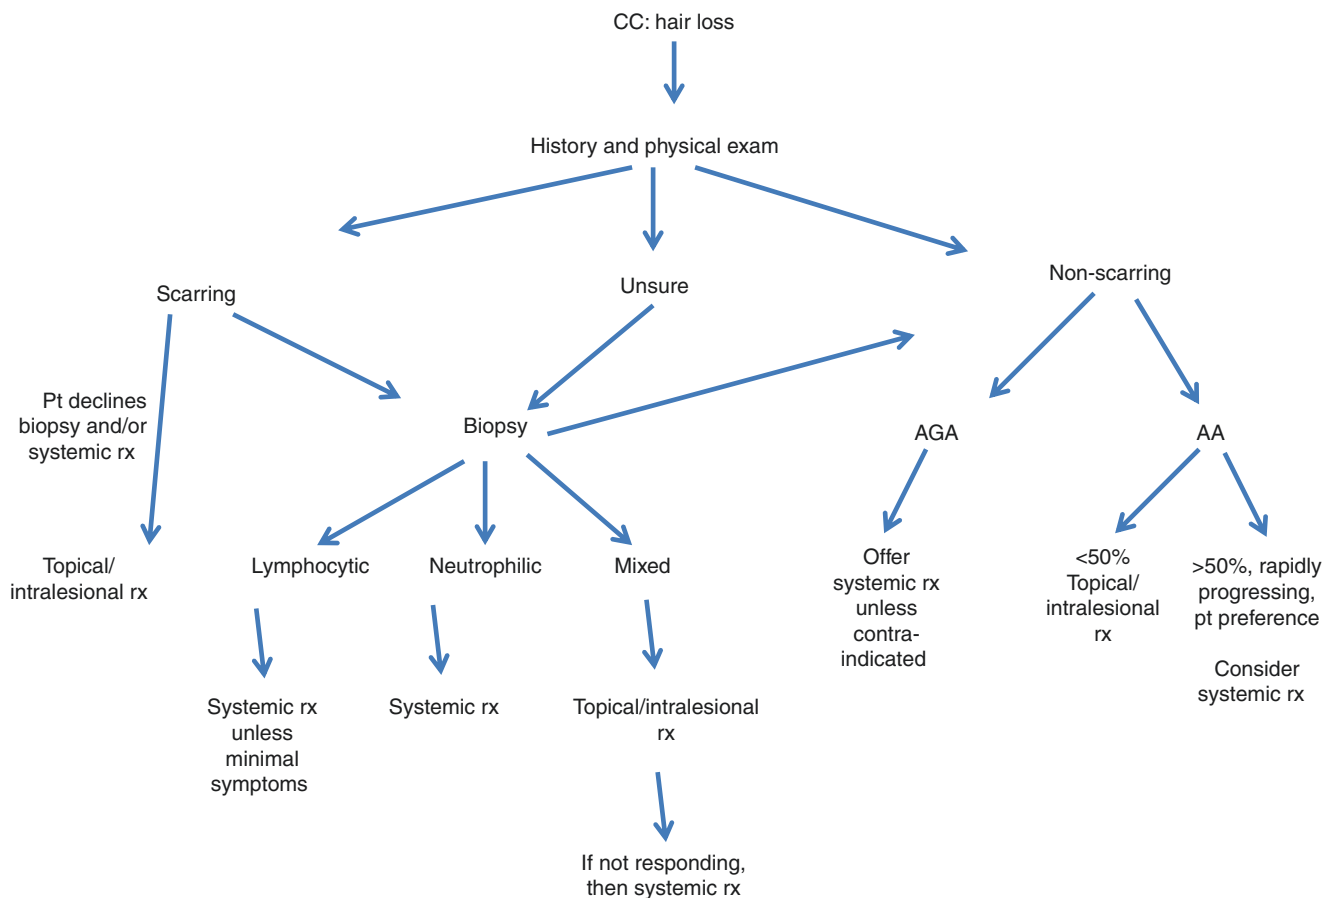 CC: hair loss
History and physical exam
Scarring
Unsure
Non-scarring
Pt declines
biopsy and/or
systemic rx
Biopsy
AGA
AA
Topical/
intralesional rx
Lymphocytic
Neutrophilic
Mixed
Offer
systemic rx
unless
contra-
indicated
<50%
Topical/
intralesional
rx
>50%, rapidly
progressing,
pt preference
Consider
systemic rx
Systemic rx
unless
minimal
symptoms
Systemic rx
Topical/intralesional
rx
If not responding,
then systemic rx